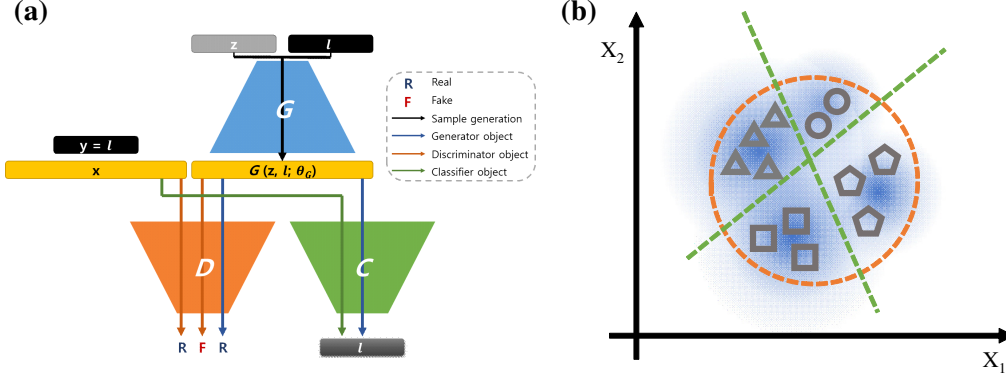 (a)
z
l
G
R Real
F Fake
Sample generation
Generator object
Discriminator object
Classifier object
y = l
x
G (z, l; θG)
D
C
R F R
l
(b)
X2
X1